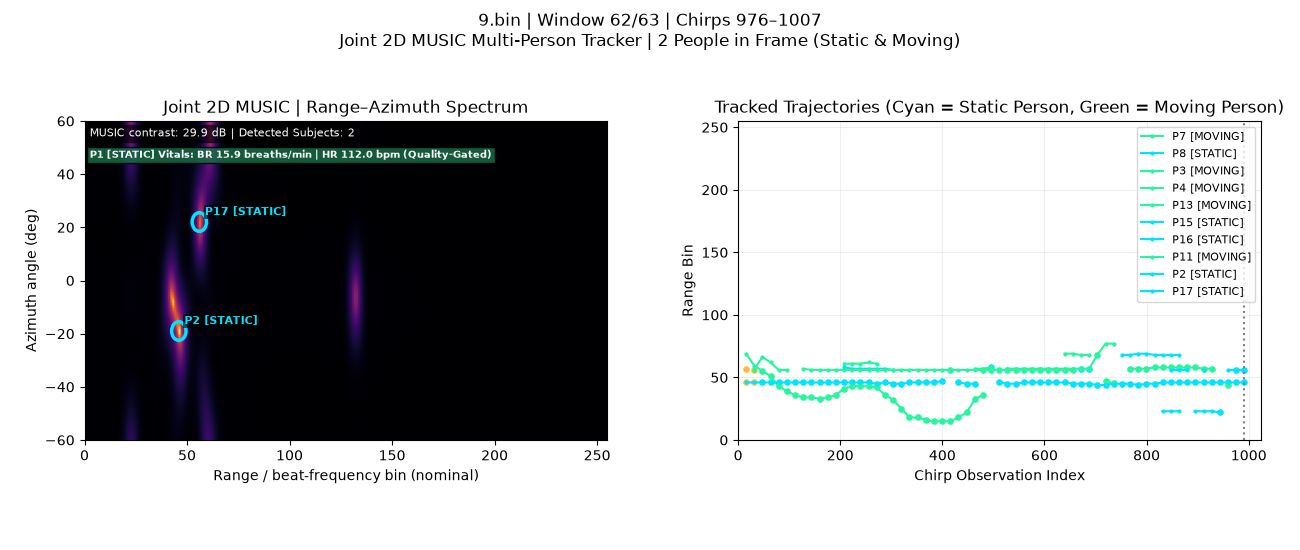 9.bin | Window 62/63 | Chirps 976–1007
Joint 2D MUSIC Multi-Person Tracker | 2 People in Frame (Static & Moving)
Joint 2D MUSIC | Range–Azimuth Spectrum
MUSIC contrast: 29.9 dB | Detected Subjects: 2
P1 [STATIC] Vitals: BR 15.9 breaths/min | HR 112.0 bpm (Quality-Gated)
P17 [STATIC]
P2 [STATIC]
60
40
20
0
−20
−40
−60
Azimuth angle (deg)
0
50
100
150
200
250
Range / beat-frequency bin (nominal)
Tracked Trajectories (Cyan = Static Person, Green = Moving Person)
P7 [MOVING]
P8 [STATIC]
P3 [MOVING]
P4 [MOVING]
P13 [MOVING]
P15 [STATIC]
P16 [STATIC]
P11 [MOVING]
P2 [STATIC]
P17 [STATIC]
250
200
150
100
50
0
Range Bin
0
200
400
600
800
1000
Chirp Observation Index